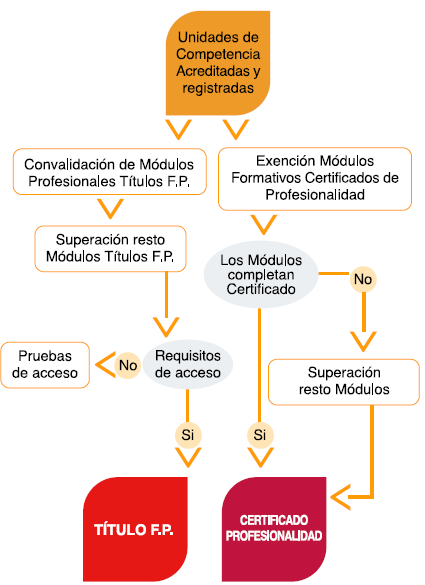 Unidades de
Competencia
Acreditadas y
registradas
Convalidación de Módulos
Profesionales Títulos F.P.
Exención Módulos
Formativos Certificados de
Profesionalidad
Superación resto
Módulos Títulos F.P.
Los Módulos
completan
Certificado
No
Pruebas
de acceso
No
Requisitos
de acceso
Superación
resto Módulos
Si
Si
TÍTULO F.P.
CERTIFICADO
PROFESIONALIDAD